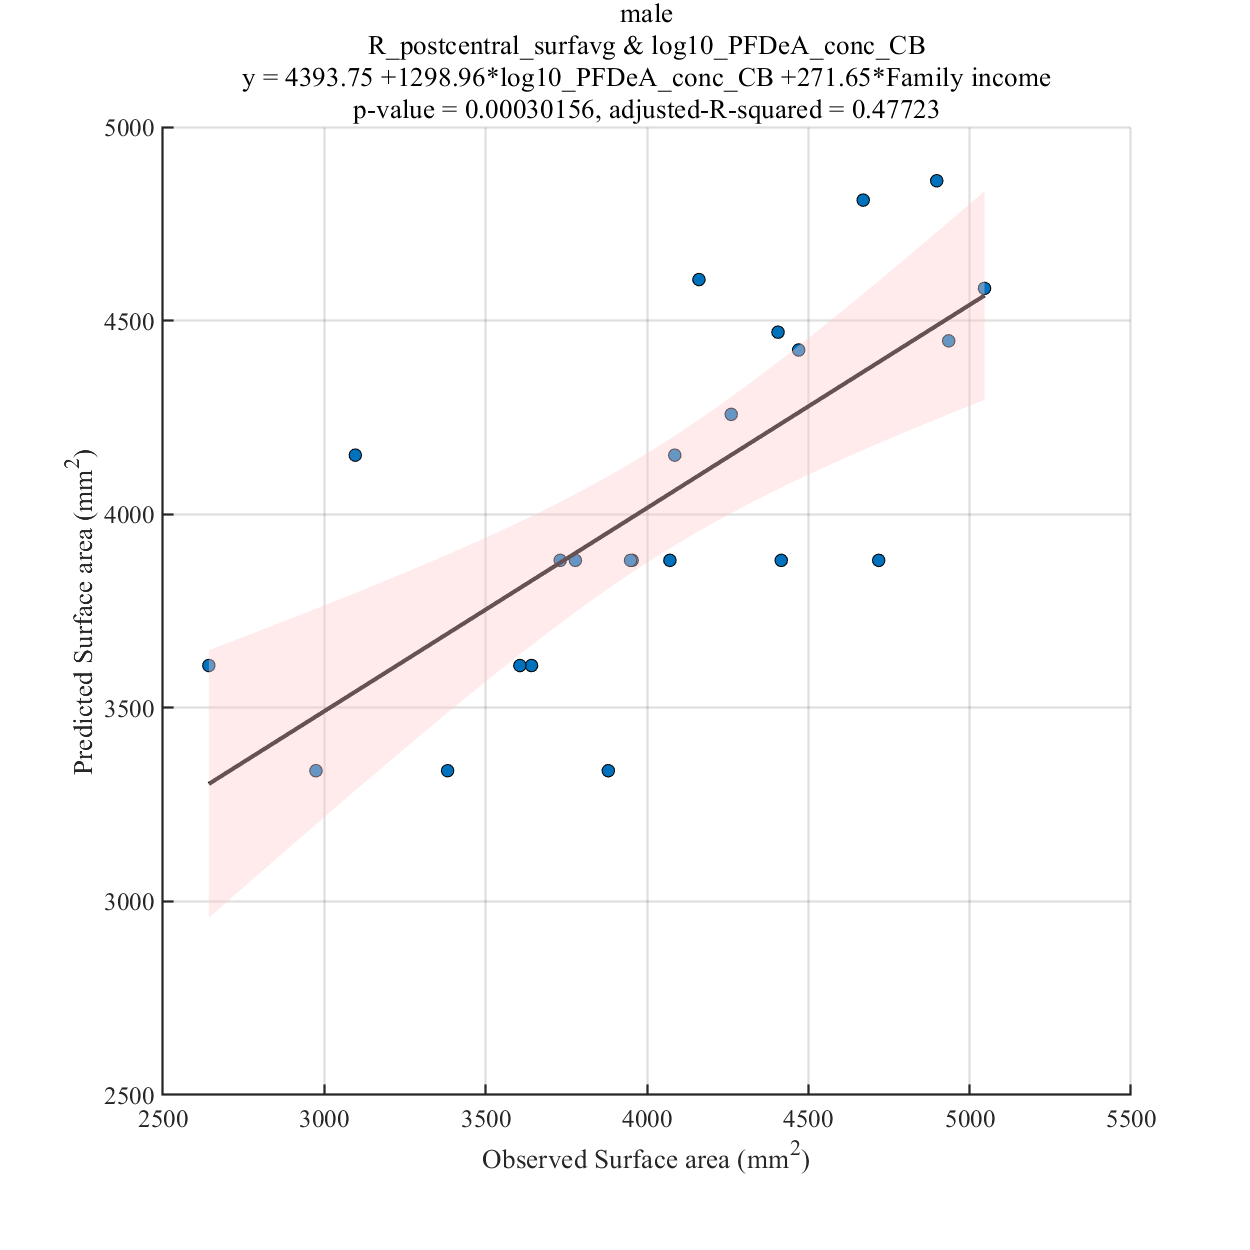 male
R_postcentral_surfavg & log10_PFDeA_conc_CB
y = 4393.75 +1298.96*log10_PFDeA_conc_CB +271.65*Family income
p-value = 0.00030156, adjusted-R-squared = 0.47723
5000
4500
4000
3500
3000
2500
Predicted Surface area (mm²)
2500 3000 3500 4000 4500 5000 5500
Observed Surface area (mm²)